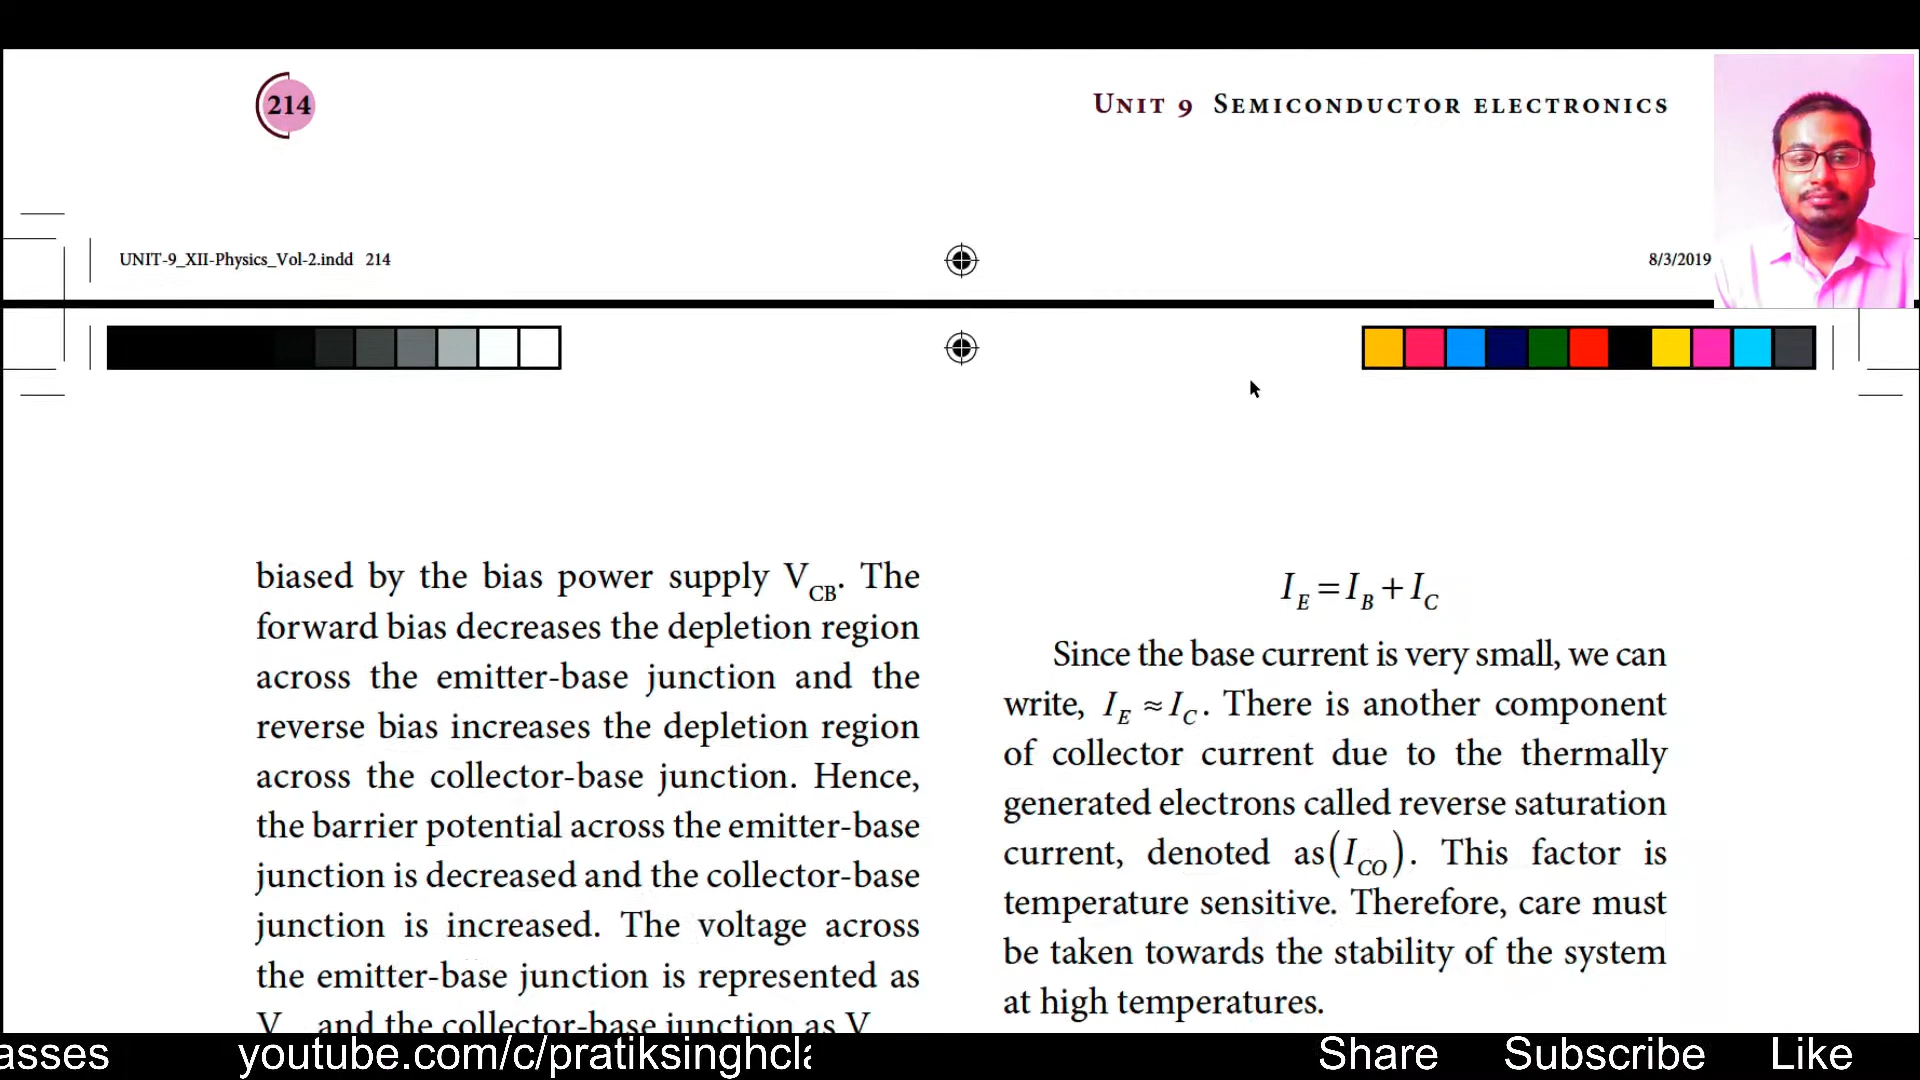 214
UNIT 9 SEMICONDUCTOR ELECTRONICS
UNIT-9_XII-Physics_Vol-2.indd 214
8/3/2019
biased by the bias power supply V_CB. The
forward bias decreases the depletion region
across the emitter-base junction and the
reverse bias increases the depletion region
across the collector-base junction. Hence,
the barrier potential across the emitter-base
junction is decreased and the collector-base
junction is increased. The voltage across
the emitter-base junction is represented as
V and the collector-base junction as V
I_E = I_B + I_C
Since the base current is very small, we can
write, I_E ≈ I_C. There is another component
of collector current due to the thermally
generated electrons called reverse saturation
current, denoted as (I_CO). This factor is
temperature sensitive. Therefore, care must
be taken towards the stability of the system
at high temperatures.
asses youtube.com/c/pratiksinghcla Share Subscribe Like